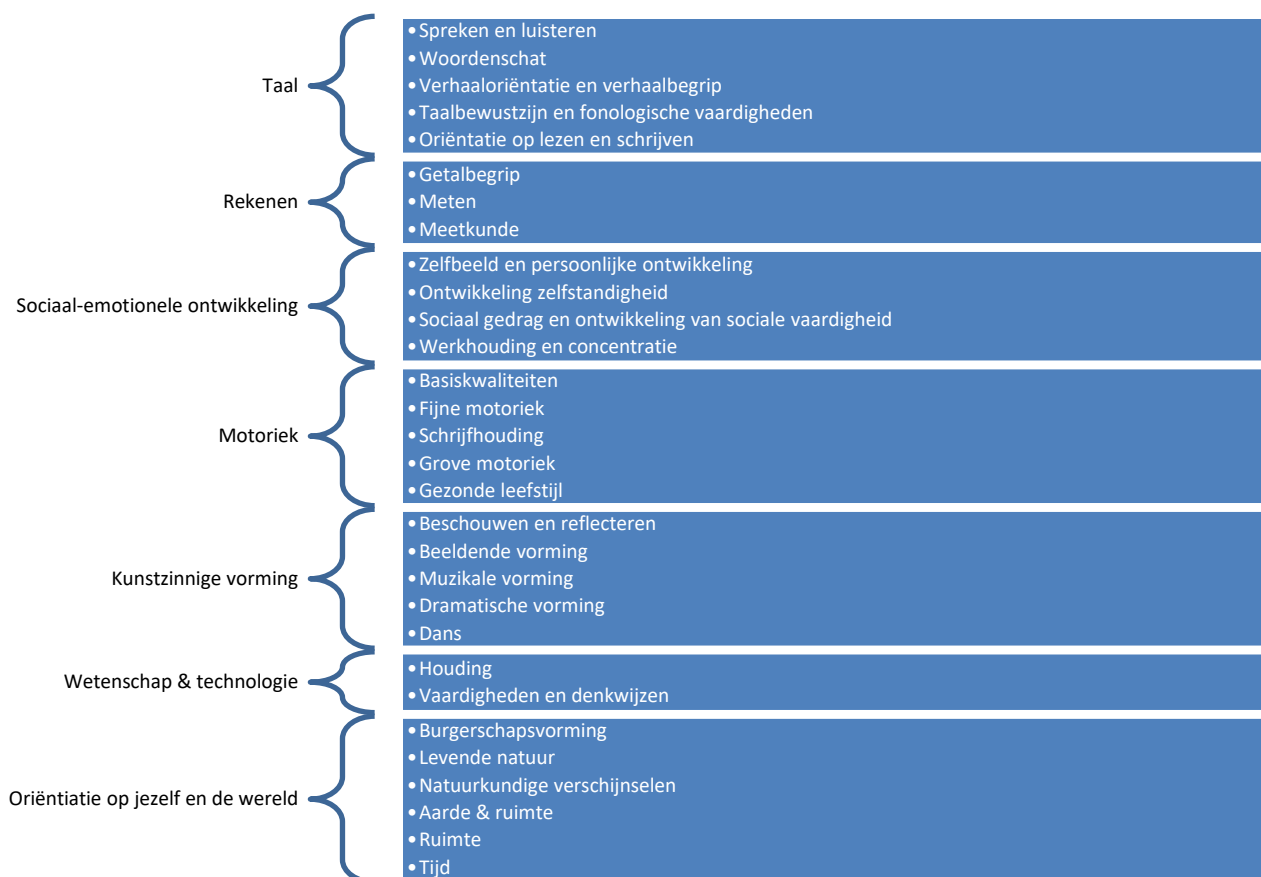 Taal
• Spreken en luisteren
• Woordenschat
• Verhaaloriëntatie en verhaalbegrip
• Taalbewustzijn en fonologische vaardigheden
• Oriëntatie op lezen en schrijven
Rekenen
• Getalbegrip
• Meten
• Meetkunde
Sociaal-emotionele ontwikkeling
• Zelfbeeld en persoonlijke ontwikkeling
• Ontwikkeling zelfstandigheid
• Sociaal gedrag en ontwikkeling van sociale vaardigheid
• Werkhouding en concentratie
Motoriek
• Basiskwaliteiten
• Fijne motoriek
• Schrijfhouding
• Grove motoriek
• Gezonde leefstijl
Kunstzinnige vorming
• Beschouwen en reflecteren
• Beeldende vorming
• Muzikale vorming
• Dramatische vorming
• Dans
Wetenschap & technologie
• Houding
• Vaardigheden en denkwijzen
Oriëntiatie op jezelf en de wereld
• Burgerschapsvorming
• Levende natuur
• Natuurkundige verschijnselen
• Aarde & ruimte
• Ruimte
• Tijd